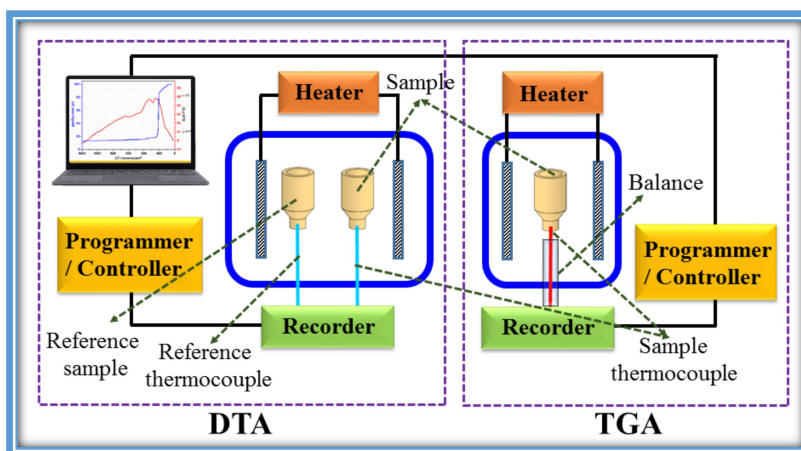 Heater
Sample
Heater
Balance
Programmer
/ Controller
Programmer
/ Controller
Recorder
Recorder
Reference
sample
Reference
thermocouple
Sample
thermocouple
DTA
TGA